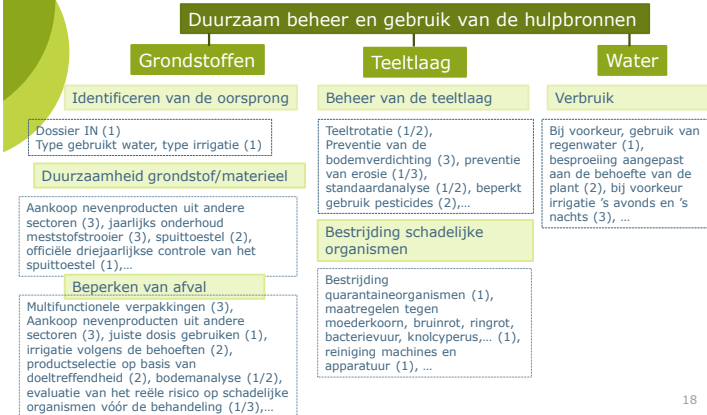 Duurzaam beheer en gebruik van de hulpbronnen
Grondstoffen
Identificeren van de oorsprong
Dossier IN (1)
Type gebruikt water, type irrigatie (1)
Duurzaamheid grondstof/materieel
Aankoop nevenproducten uit andere
sectoren (3), jaarlijks onderhoud
meststofstrooier (3), spuittoestel (2),
officiële driejaarlijkse controle van het
spuittoestel (1),…
Beperken van afval
Multifunctionele verpakkingen (3),
Aankoop nevenproducten uit andere
sectoren (3), juiste dosis gebruiken (1),
irrigatie volgens de behoeften (2),
productselectie op basis van
doeltreffendheid (2), bodemanalyse (1/2),
evaluatie van het reële risico op schadelijke
organismen vóór de behandeling (1/3),…
Teeltlaag
Beheer van de teeltlaag
Teeltrotatie (1/2),
Preventie van de
bodemverdichting (3), preventie
van erosie (1/3),
standaardanalyse (1/2), beperkt
gebruik pesticides (2),…
Bestrijding schadelijke
organismen
Bestrijding
quarantaineorganismen (1),
maatregelen tegen
moederkoorn, bruinrot, ringrot,
bacterievuur, knolcyperus,… (1),
reiniging machines en
apparatuur (1), …
Water
Verbruik
Bij voorkeur, gebruik van
regenwater (1),
besproeiing aangepast
aan de behoefte van de
plant (2), bij voorkeur
irrigatie ’s avonds en ’s
nachts (3), …
18